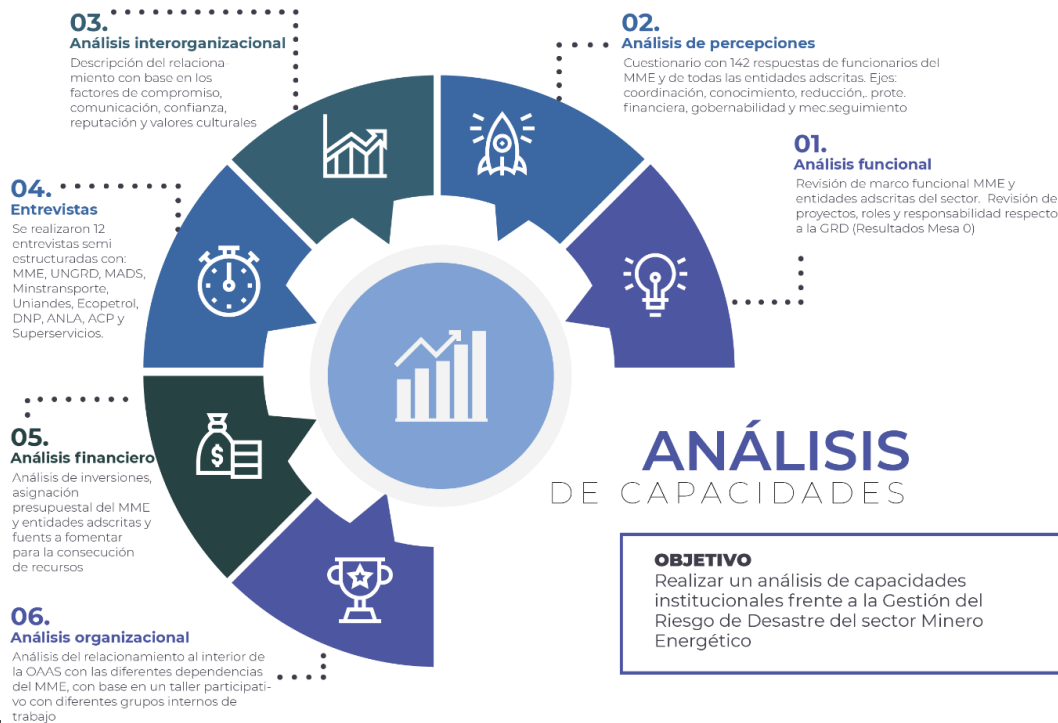 03.
Análisis interorganizacional
Descripción del relaciona-
miento con base en los
factores de compromiso,
comunicación, confianza,
reputación y valores culturales
02.
Análisis de percepciones
Cuestionario con 142 respuestas de funcionarios del
MME y de todas las entidades adscritas. Ejes:
coordinación, conocimiento, reducción,. prote.
financiera, gobernabilidad y mec.seguimiento
01.
Análisis funcional
Revisión de marco funcional MME y
entidades adscritas del sector. Revisión de
proyectos, roles y responsabilidad respecto
a la GRD (Resultados Mesa 0)
04.
Entrevistas
Se realizaron 12
entrevistas semi
estructuradas con:
MME, UNGRD, MADS,
Minstransporte,
Uniandes, Ecopetrol,
DNP, ANLA, ACP y
Superservicios.
05.
Análisis financiero
Análisis de inversiones,
asignación
presupuestal del MME
y entidades adscritas y
fuents a fomentar
para la consecución
de recursos
$
06.
Análisis organizacional
Análisis del relacionamiento al interior de
la OAAS con las diferentes dependencias
del MME, con base en un taller participati-
vo con diferentes grupos internos de
trabajo
ANÁLISIS
DE CAPACIDADES
OBJETIVO
Realizar un análisis de capacidades
institucionales frente a la Gestión del
Riesgo de Desastre del sector Minero
Energético